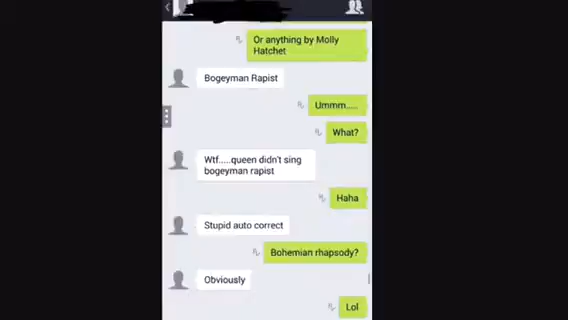 Or anything by Molly
Hatchet
Bogeyman Rapist
Ummm.....
What?
Wtf.....queen didn't sing
bogeyman rapist
Haha
Stupid auto correct
Bohemian rhapsody?
Obviously
Lol